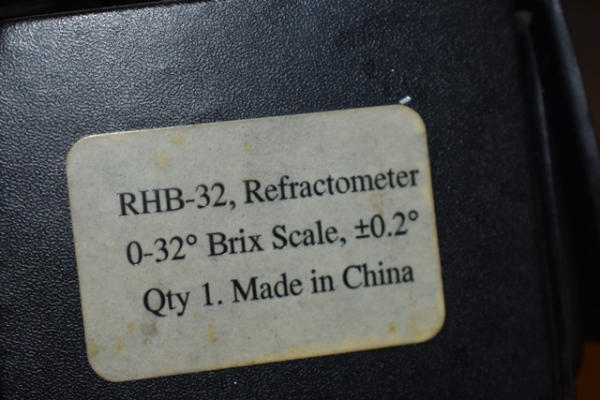 RHB-32, Refractometer
0-32° Brix Scale, ±0.2°
Qty 1. Made in China